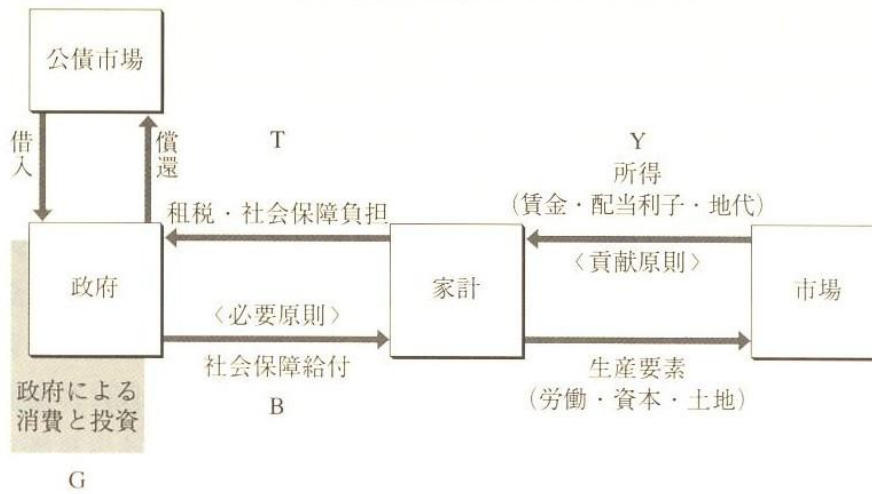 公債市場
借入
償還
T
Y
所得
(賃金・配当利子・地代)
租税・社会保障負担
〈貢献原則〉
政府
家計
市場
〈必要原則〉
社会保障給付
生産要素
(労働・資本・土地)
B
政府による
消費と投資
G